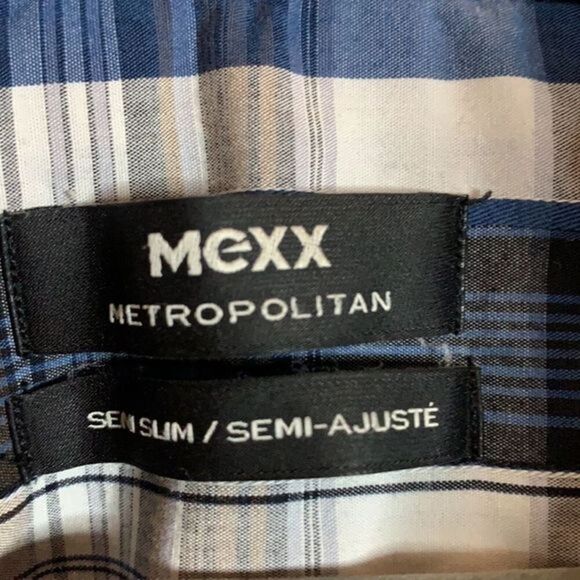 Mexx
METROPOLITAN
SEMI SLIM / SEMI-AJUSTÉ